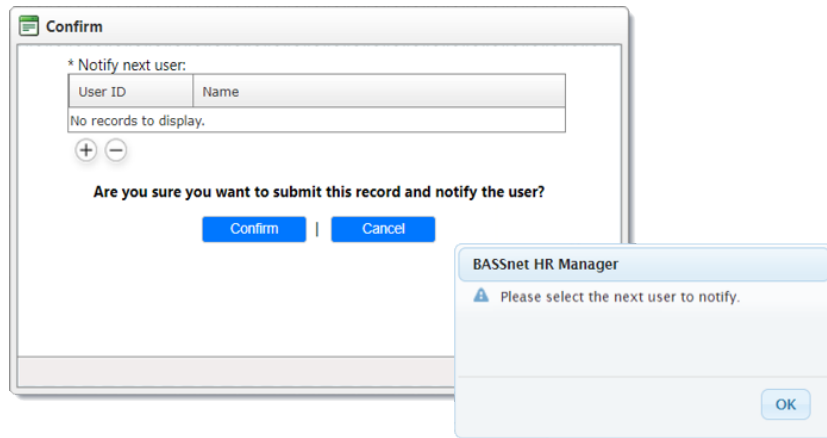 Confirm
* Notify next user:
User ID Name
No records to display.
Are you sure you want to submit this record and notify the user?
Confirm | Cancel
BASSnet HR Manager
Please select the next user to notify.
OK